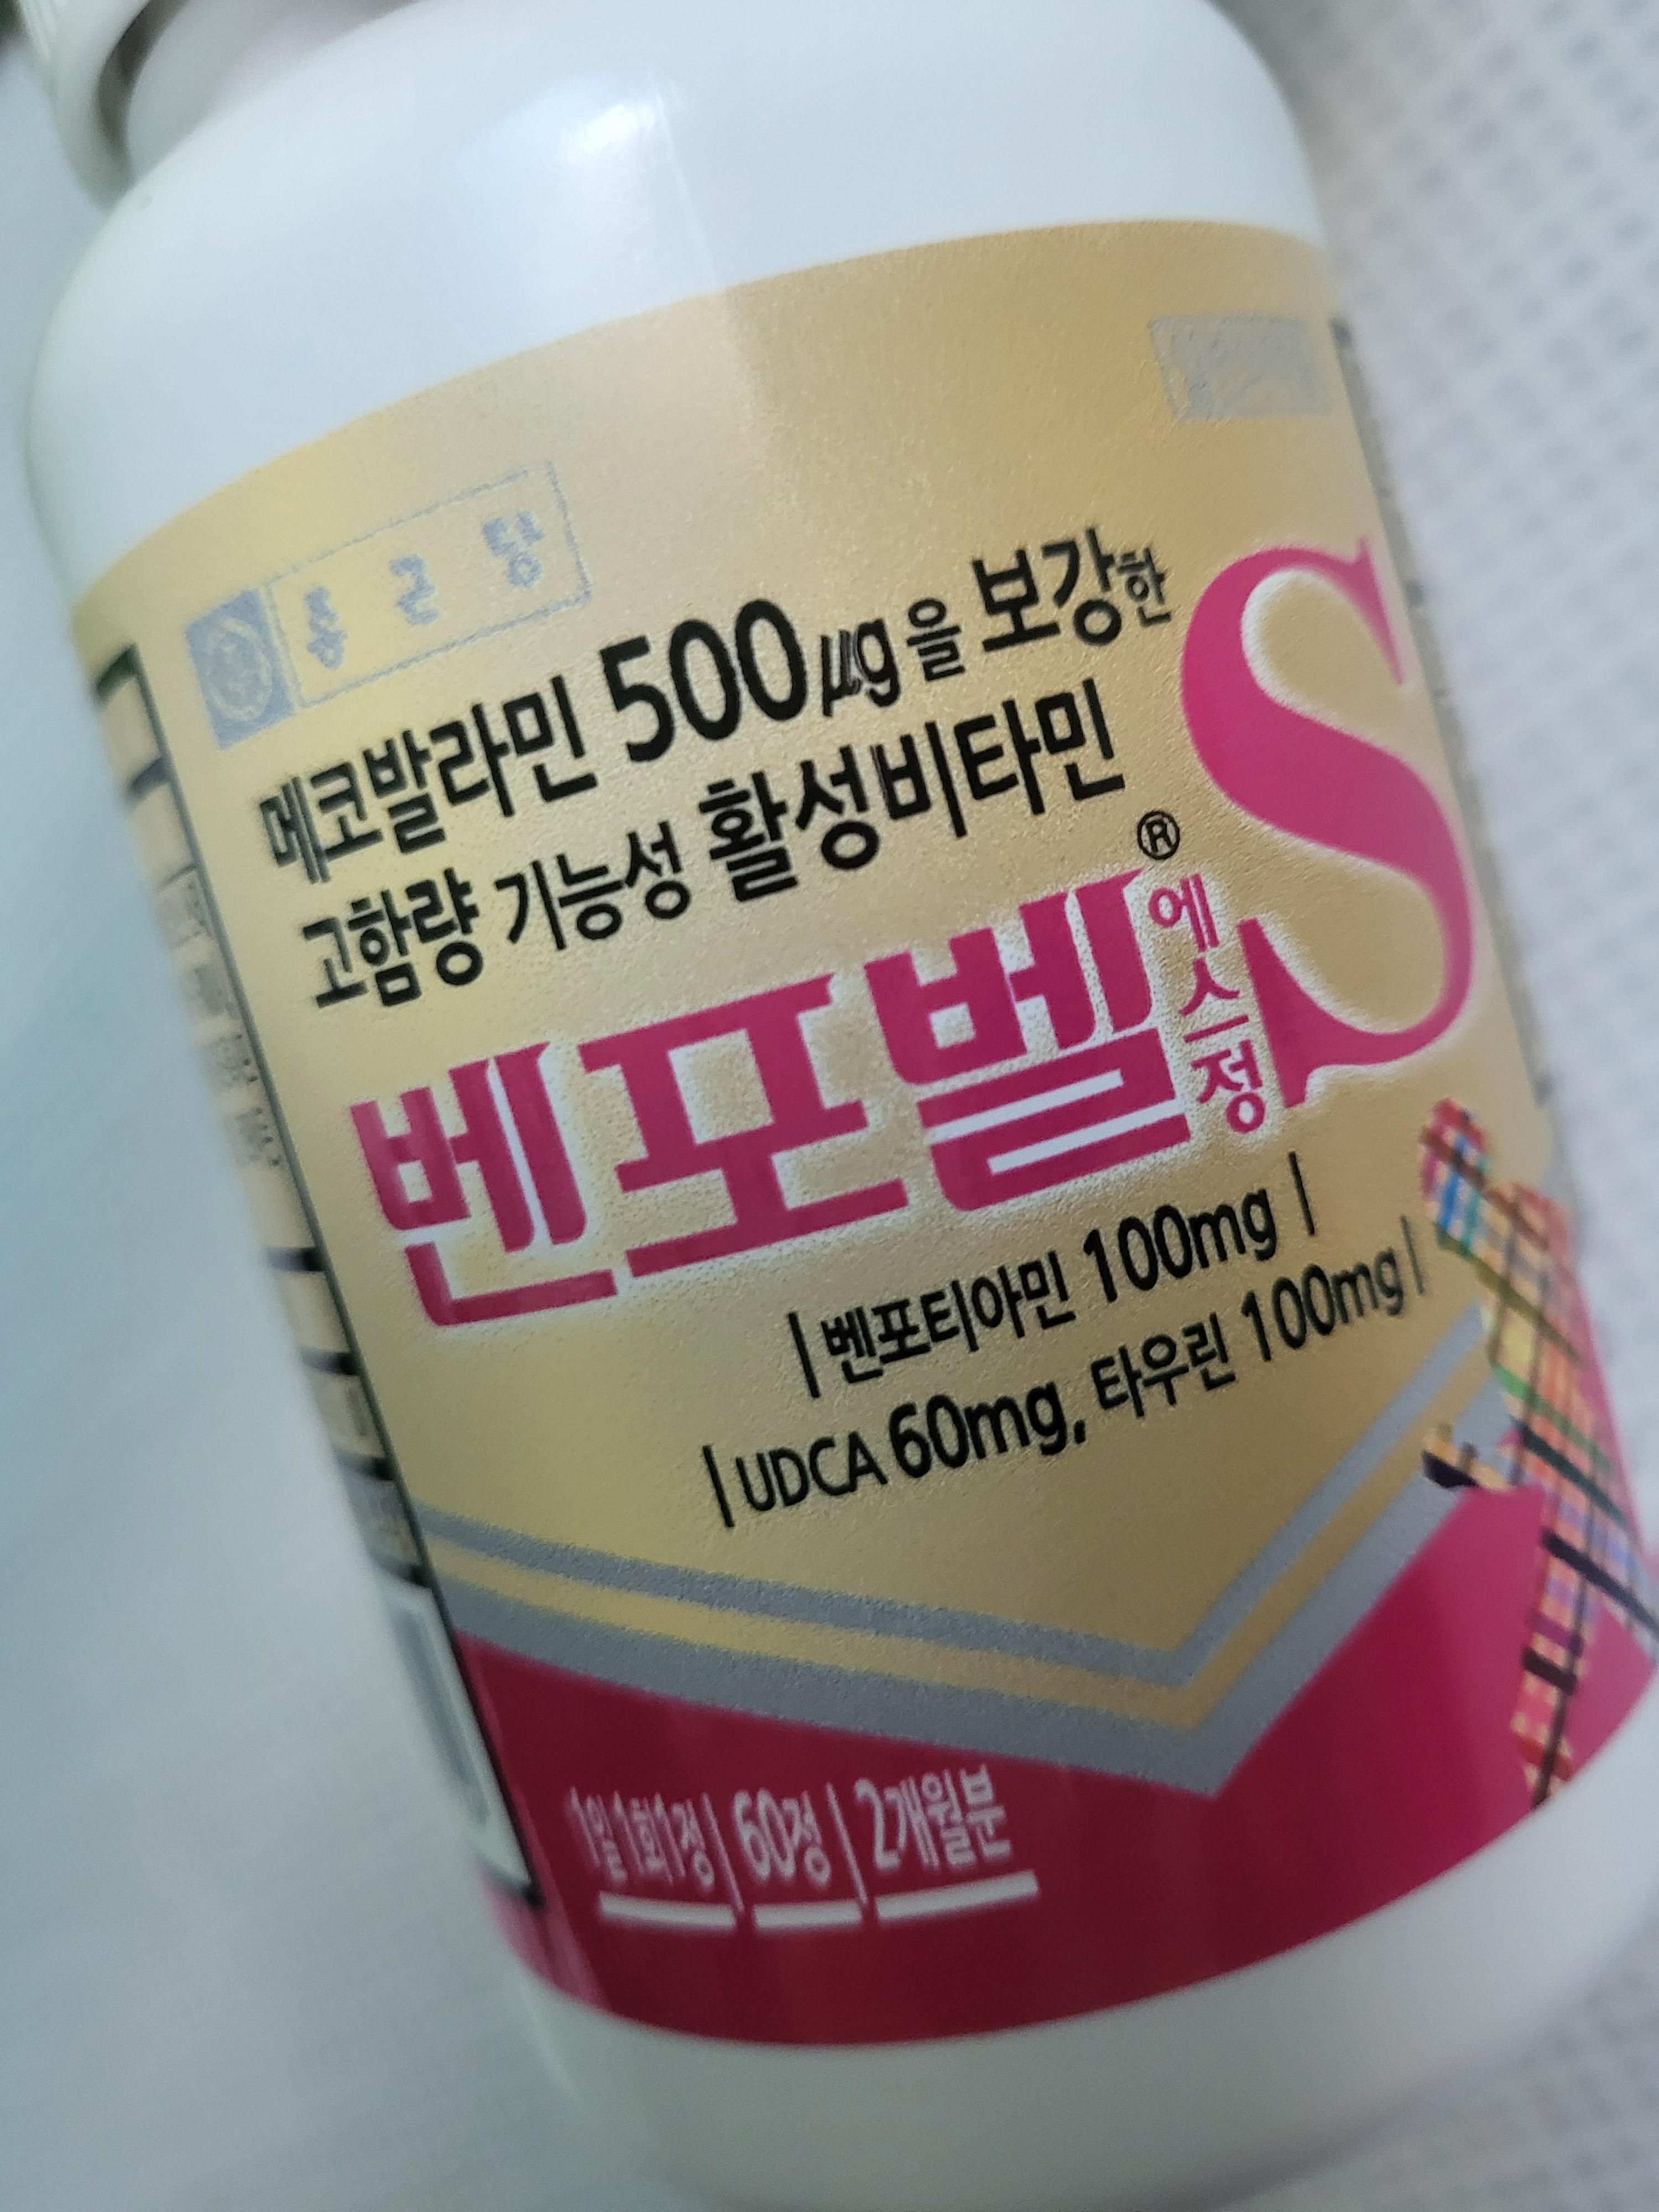 종근당
메코발라민 500㎍을 보강한
고함량 기능성 활성비타민
벤포벨® 에스정 S
|벤포티아민 100mg|
|UDCA 60mg, 타우린 100mg|
1일1회1정|60정|2개월분